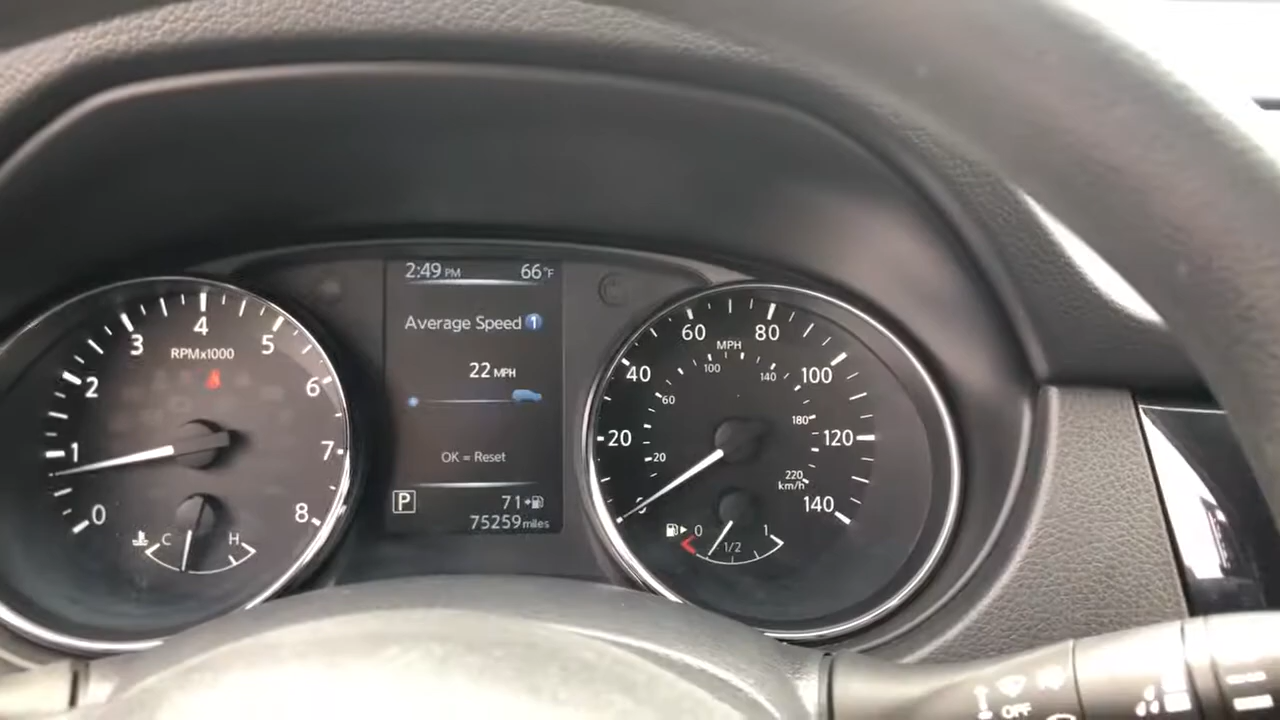 2:49 PM 66°F
Average Speed 1
22 MPH
OK = Reset
P 71
75259 miles
0
1
2
3
4
5
6
7
8
RPMx1000
C H
0
20
40
60
80
100
120
140
MPH
20
60
100
140
180
220
km/h
0 1/2 1
OFF